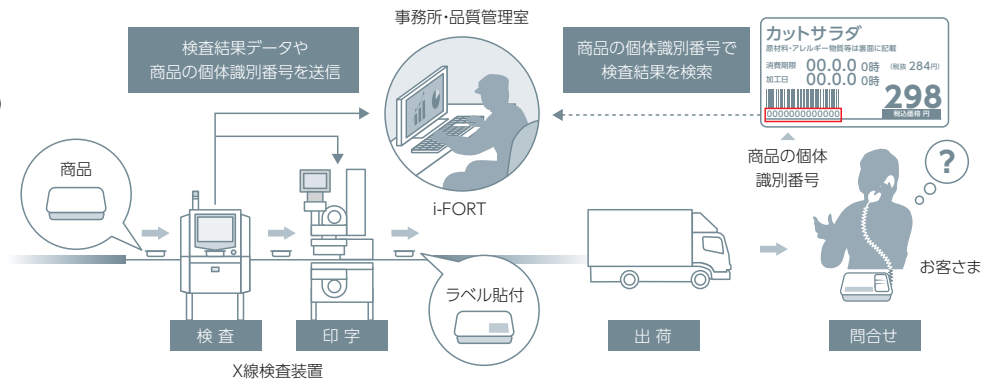 事務所・品質管理室
検査結果データや
商品の個体識別番号を送信
商品の個体識別番号で
検査結果を検索
カットサラダ
原材料・アレルギー物質等は裏面に記載
消費期限 00.0.0 0時 (税抜 284円)
加工日 00.0.0 0時
298
税込価格 円
0000000000000
商品の個体
識別番号
?
商品
i-FORT
お客さま
ラベル貼付
検査
印字
出荷
問合せ
X線検査装置